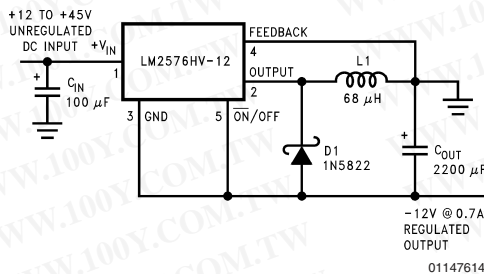 +12 TO +45V
UNREGULATED
DC INPUT +VIN
1
CIN
100 µF
LM2576HV-12
FEEDBACK
4
OUTPUT
2
L1
68 µH
3 GND
5 ON/OFF
D1
1N5822
COUT
2200 µF
−12V @ 0.7A
REGULATED
OUTPUT
01147614
WWW.100Y.COM.TW